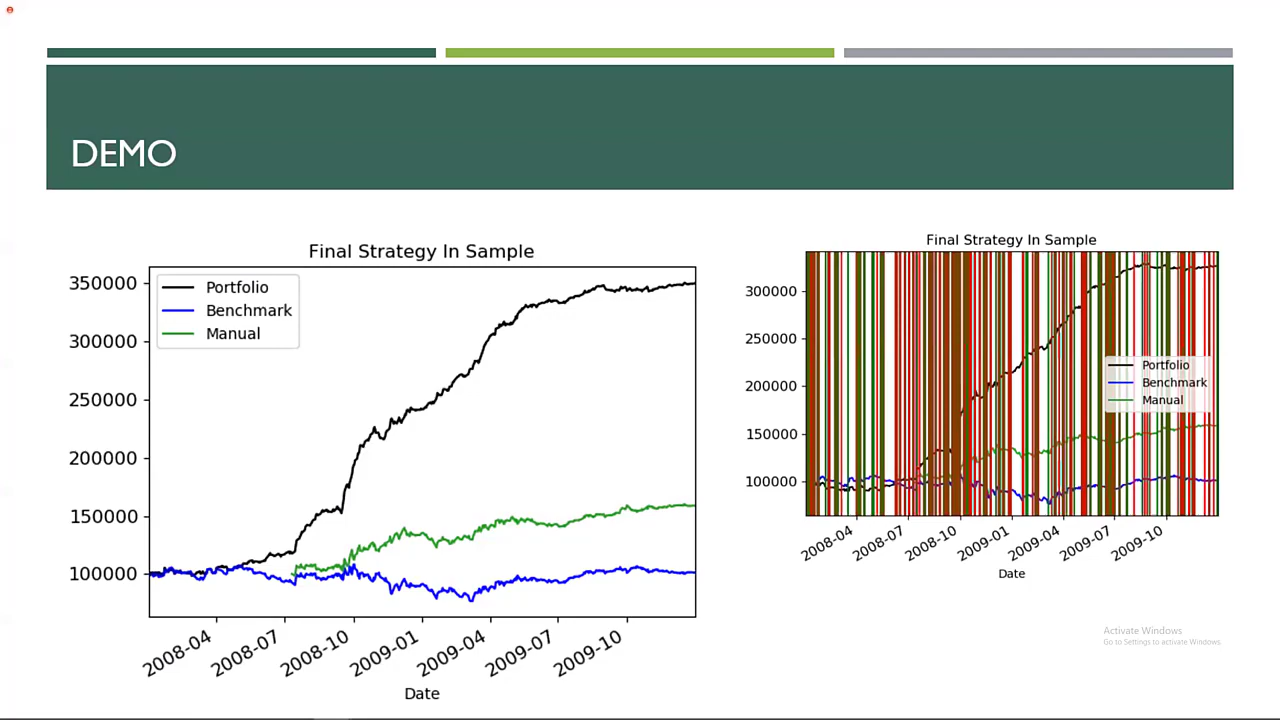 DEMO
Final Strategy In Sample
350000
300000
250000
200000
150000
100000
Portfolio
Benchmark
Manual
2008-04
2008-07
2008-10
2009-01
2009-04
2009-07
2009-10
Date
Final Strategy In Sample
300000
250000
200000
150000
100000
Portfolio
Benchmark
Manual
2008-04
2008-07
2008-10
2009-01
2009-04
2009-07
2009-10
Date
Activate Windows
Go to Settings to activate Windows.